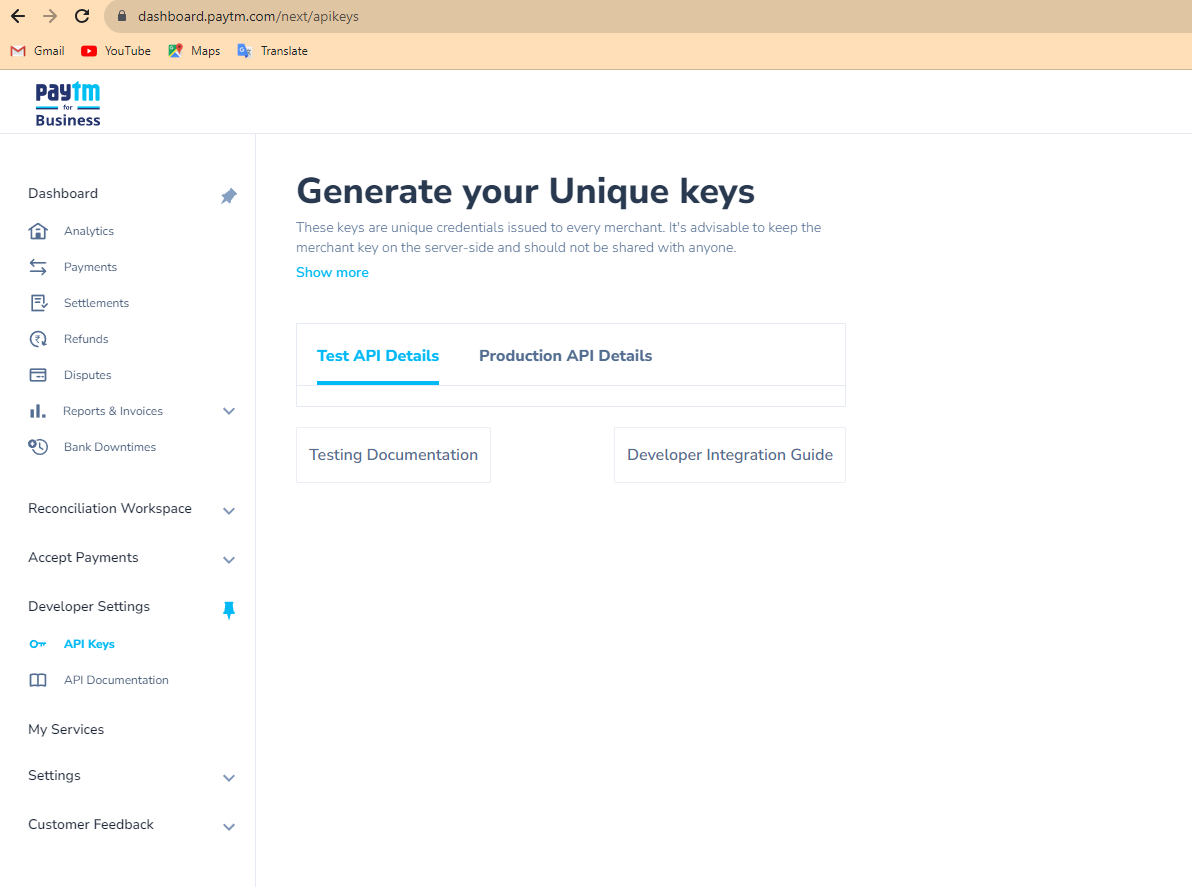 dashboard.paytm.com/next/apikeys
Gmail YouTube Maps Translate
paytm
for
Business
Dashboard
Analytics
Payments
Settlements
Refunds
Disputes
Reports & Invoices
Bank Downtimes
Reconciliation Workspace
Accept Payments
Developer Settings
API Keys
API Documentation
My Services
Settings
Customer Feedback
Generate your Unique keys
These keys are unique credentials issued to every merchant. It's advisable to keep the
merchant key on the server-side and should not be shared with anyone.
Show more
Test API Details Production API Details
Testing Documentation Developer Integration Guide